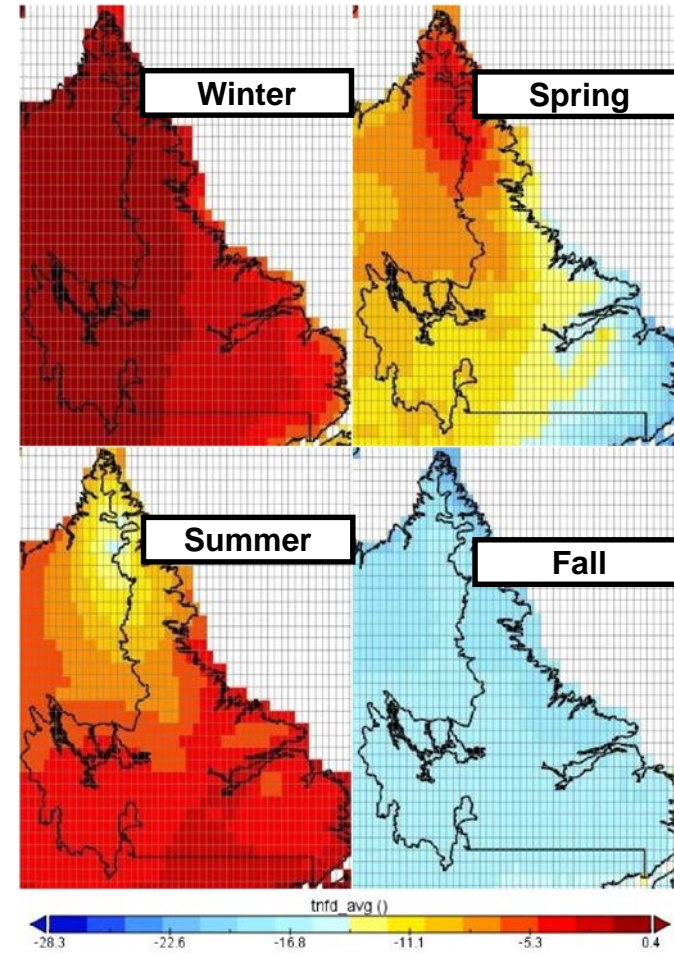 Winter
Spring
Summer
Fall
tnfd_avg ()
-28.3 -22.6 -16.8 -11.1 -5.3 0.4